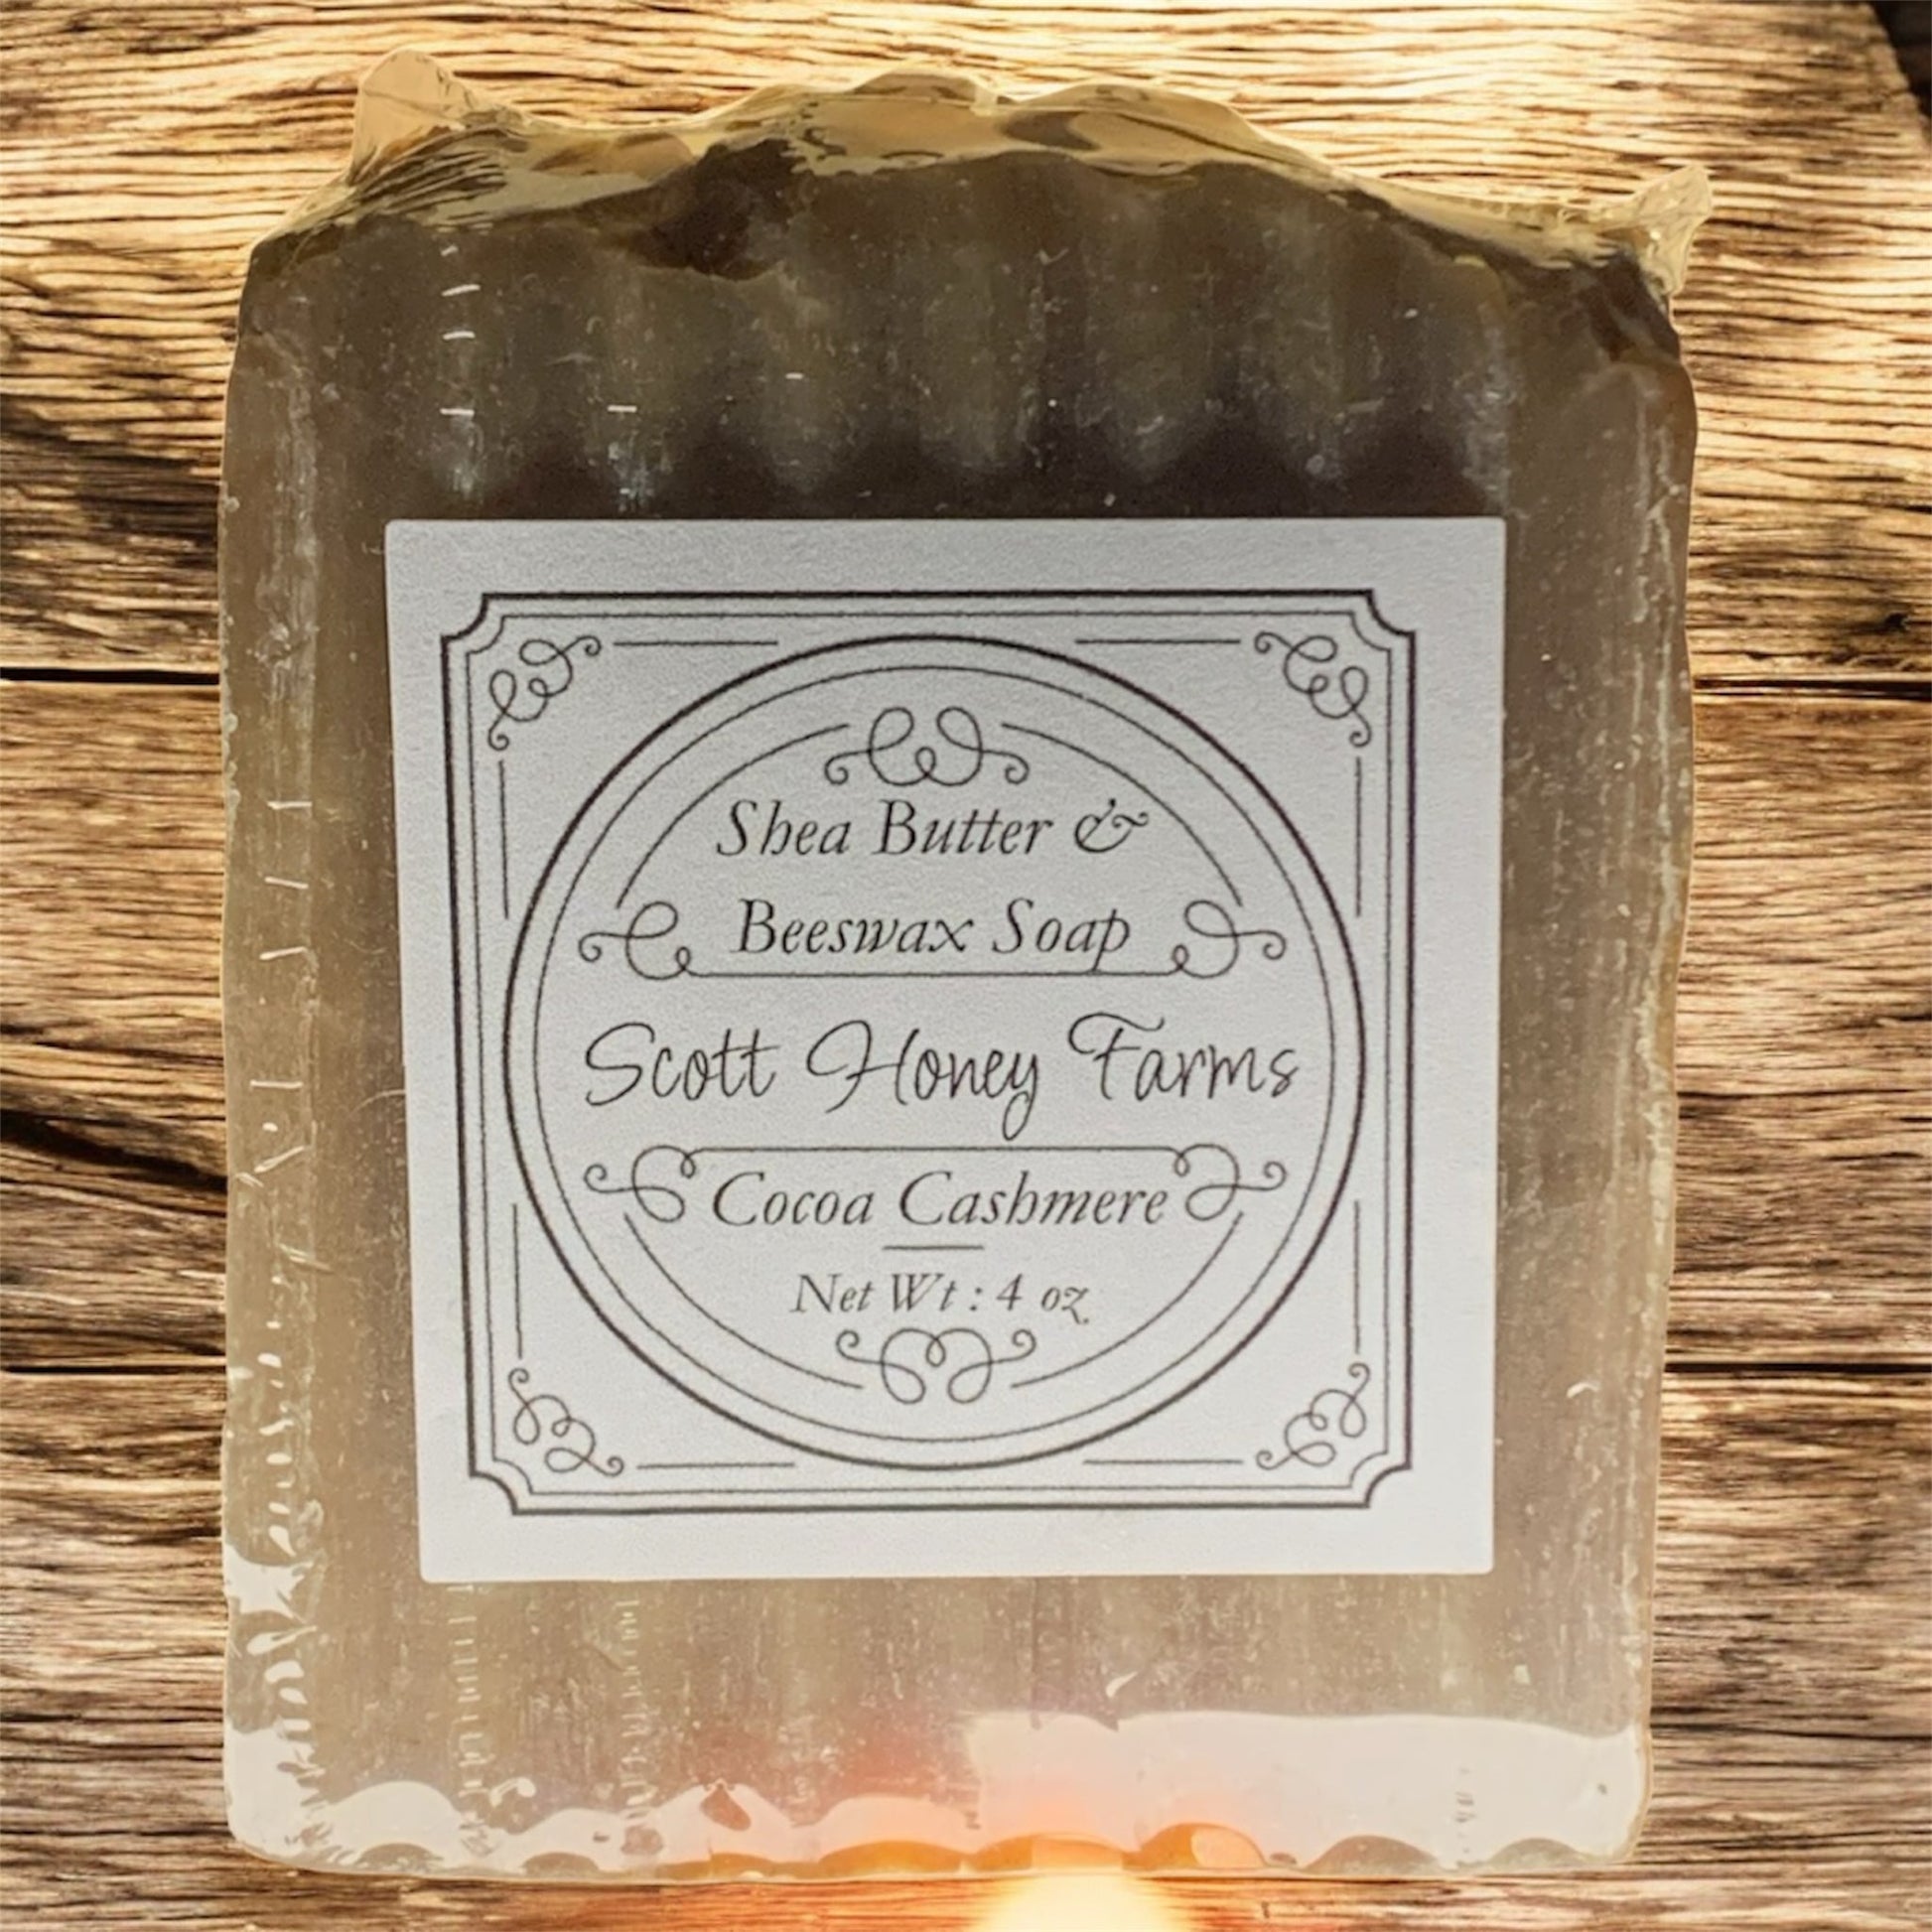 Shea Butter &
Beeswax Soap
Scott Honey Farms
Cocoa Cashmere
Net Wt : 4 oz